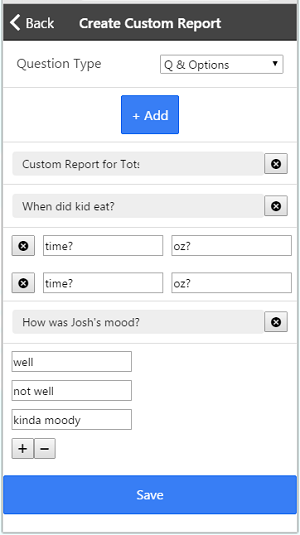 Back Create Custom Report
Question Type Q & Options
+ Add
Custom Report for Tots
When did kid eat?
time? oz?
time? oz?
How was Josh's mood?
well
not well
kinda moody
+ −
Save